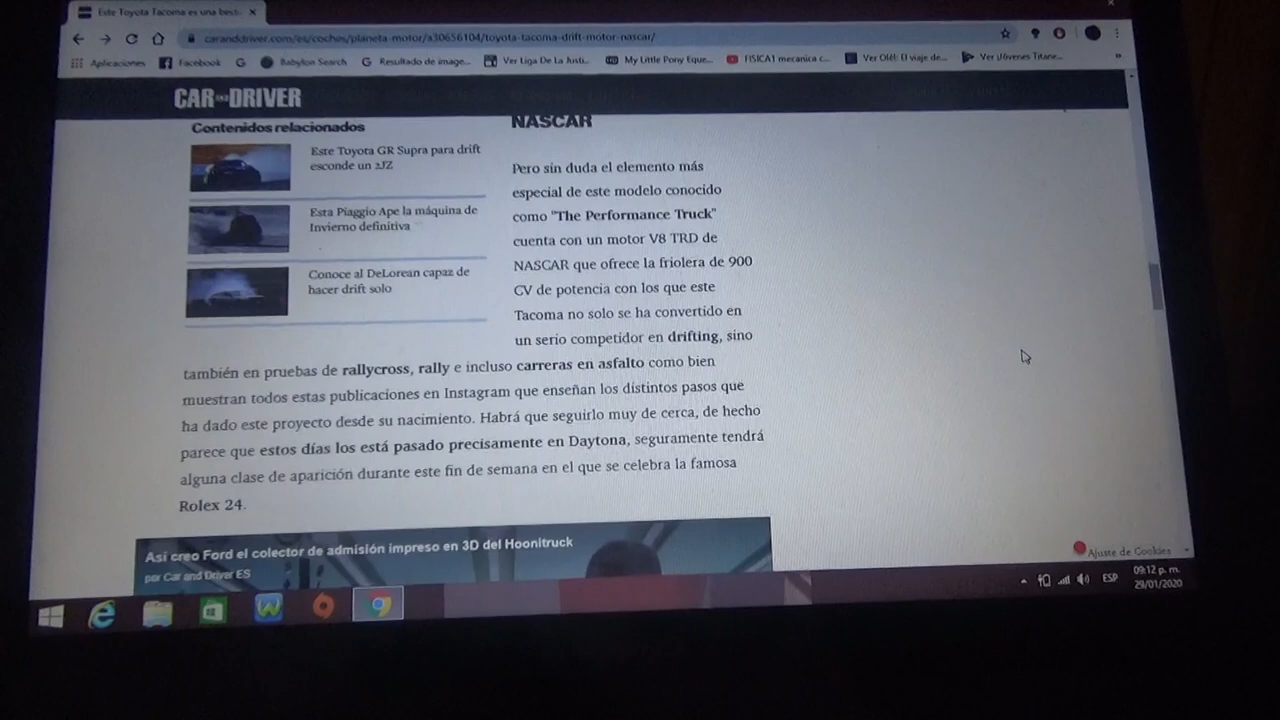 Este Toyota Tacoma es una besti
caranddriver.com/es/coches/planeta-motor/a30656104/toyota-tacoma-drift-motor-nascar/
Aplicaciones Facebook Babylon Search Resultado de image... Ver Liga De La Justi... My Little Pony Eque... FISICA1 mecanica c... Ver Olét: El viaje de... Ver Jóvenes Titane...
CAR AND DRIVER
Contenidos relacionados
Este Toyota GR Supra para drift
esconde un 2JZ
Esta Piaggio Ape la máquina de
Invierno definitiva
Conoce al DeLorean capaz de
hacer drift solo
NASCAR
Pero sin duda el elemento más
especial de este modelo conocido
como "The Performance Truck"
cuenta con un motor V8 TRD de
NASCAR que ofrece la friolera de 900
CV de potencia con los que este
Tacoma no solo se ha convertido en
un serio competidor en drifting, sino
también en pruebas de rallycross, rally e incluso carreras en asfalto como bien
muestran todos estas publicaciones en Instagram que enseñan los distintos pasos que
ha dado este proyecto desde su nacimiento. Habrá que seguirlo muy de cerca, de hecho
parece que estos días los está pasado precisamente en Daytona, seguramente tendrá
alguna clase de aparición durante este fin de semana en el que se celebra la famosa
Rolex 24.
Así creo Ford el colector de admisión impreso en 3D del Hoonitruck
por Car and Driver ES
Ajuste de Cookies
ESP
09:12 p. m.
29/01/2020